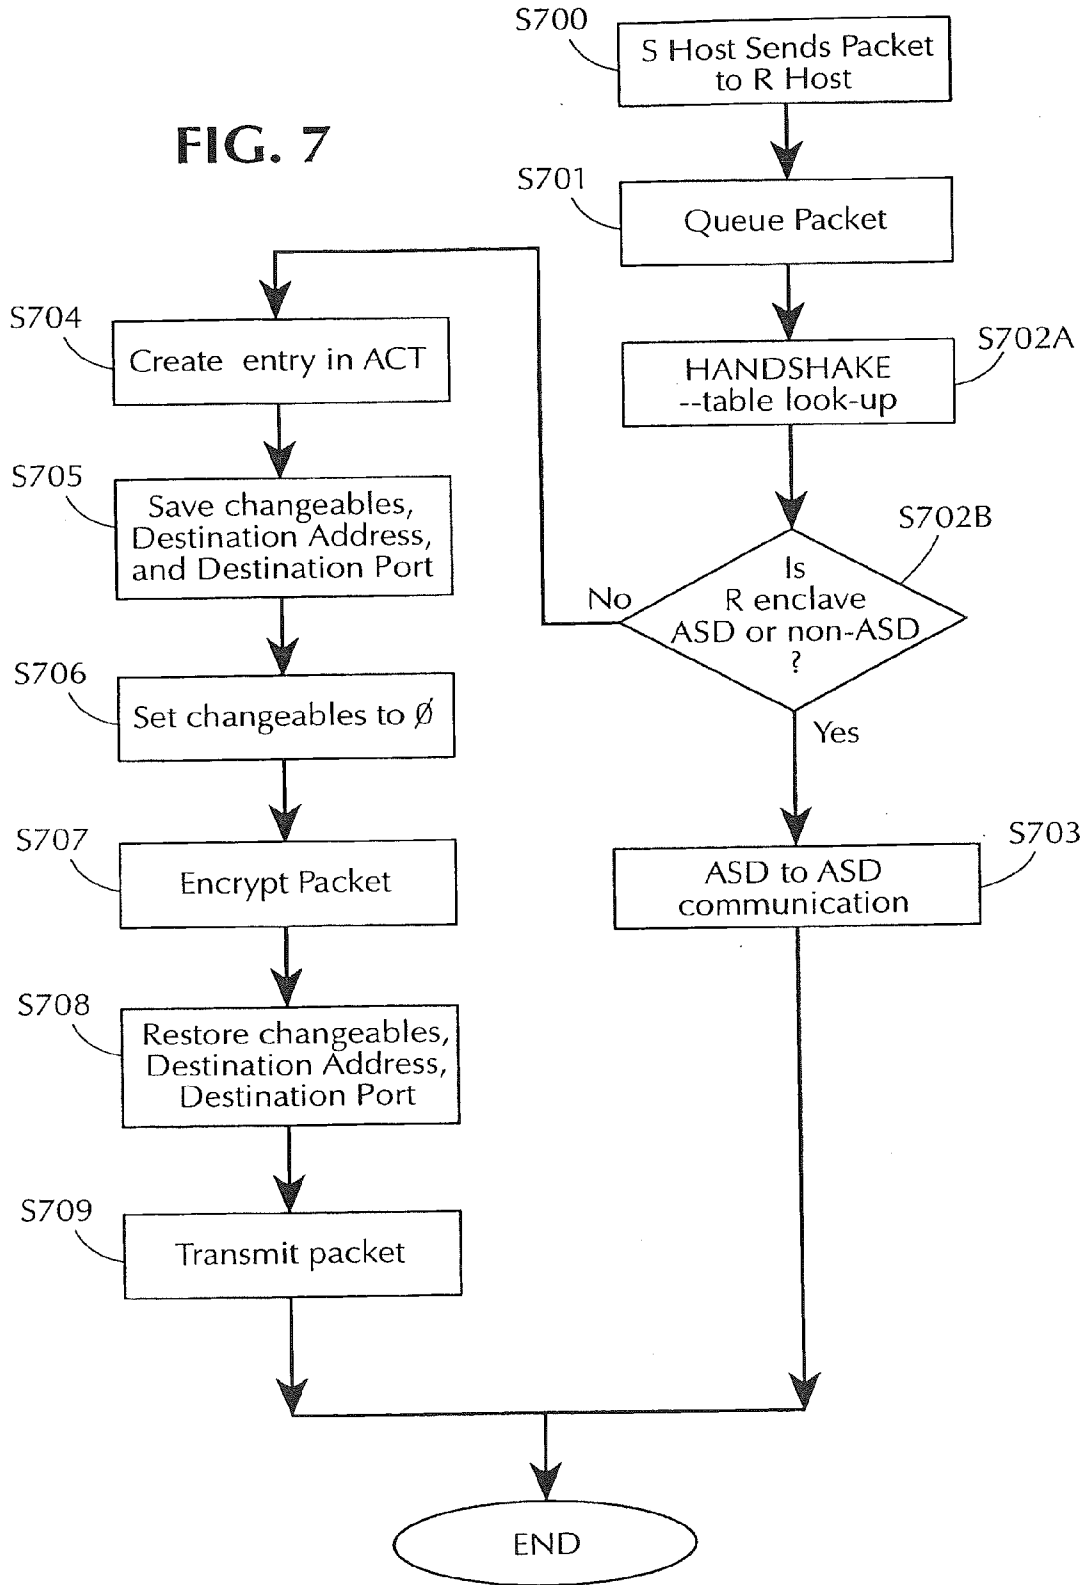 FIG. 7
S700
S Host Sends Packet
to R Host
S701
Queue Packet
S702A
HANDSHAKE
--table look-up
S702B
Is
R enclave
ASD or non-ASD
?
No
Yes
S703
ASD to ASD
communication
S704
Create entry in ACT
S705
Save changeables,
Destination Address,
and Destination Port
S706
Set changeables to Ø
S707
Encrypt Packet
S708
Restore changeables,
Destination Address,
Destination Port
S709
Transmit packet
END